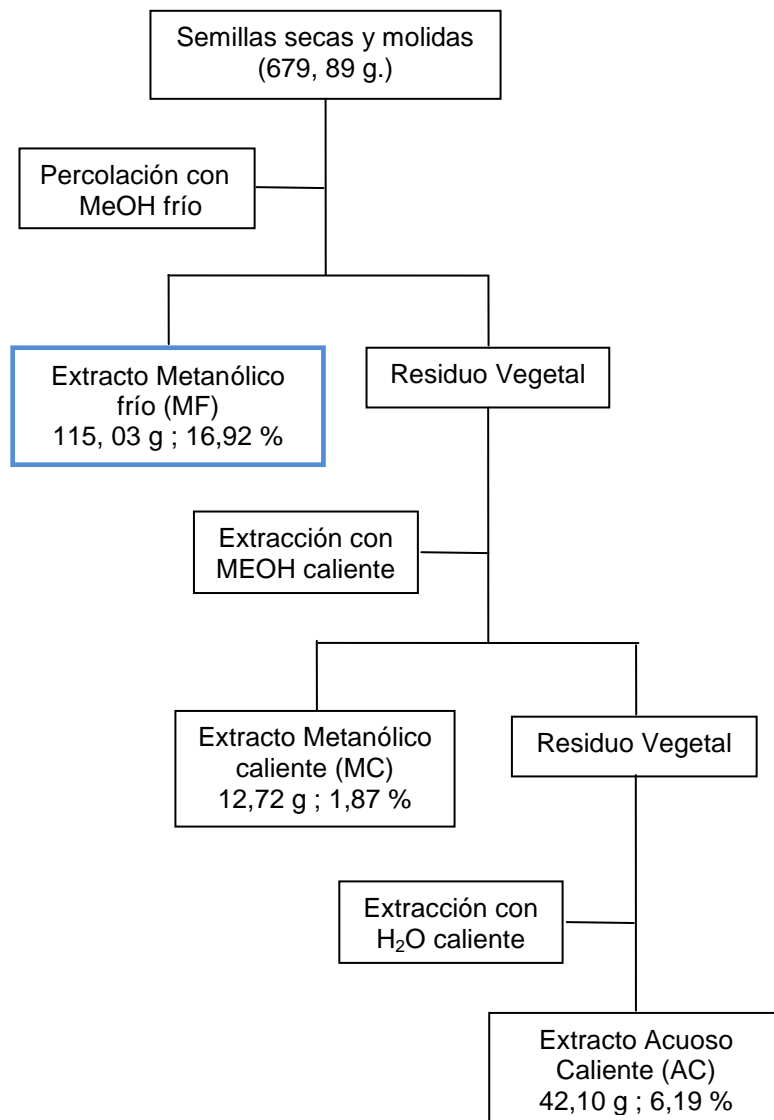 Semillas secas y molidas
(679, 89 g.)
Percolación con
MeOH frío
Extracto Metanólico
frío (MF)
115, 03 g ; 16,92 %
Residuo Vegetal
Extracción con
MEOH caliente
Extracto Metanólico
caliente (MC)
12,72 g ; 1,87 %
Residuo Vegetal
Extracción con
H₂O caliente
Extracto Acuoso
Caliente (AC)
42,10 g ; 6,19 %